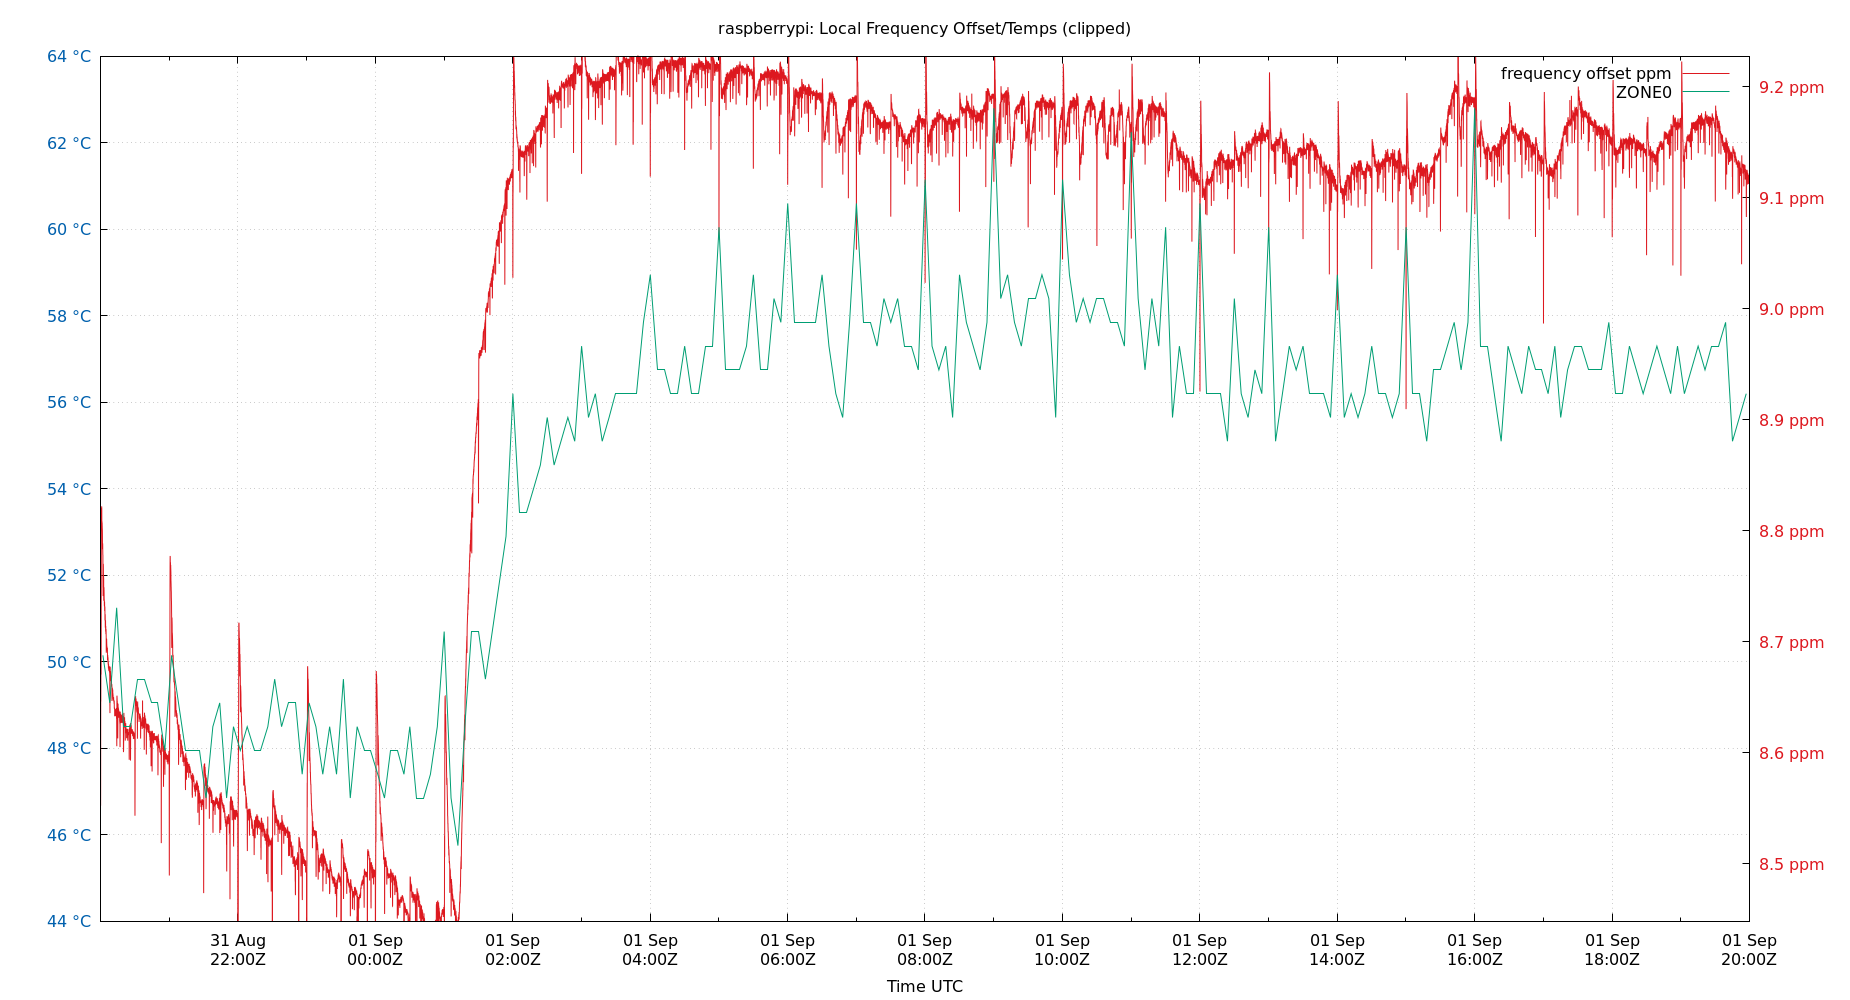 raspberrypi: Local Frequency Offset/Temps (clipped)
64 °C
62 °C
60 °C
58 °C
56 °C
54 °C
52 °C
50 °C
48 °C
46 °C
44 °C
frequency offset ppm
ZONE0
9.2 ppm
9.1 ppm
9.0 ppm
8.9 ppm
8.8 ppm
8.7 ppm
8.6 ppm
8.5 ppm
31 Aug
22:00Z
01 Sep
00:00Z
01 Sep
02:00Z
01 Sep
04:00Z
01 Sep
06:00Z
01 Sep
08:00Z
01 Sep
10:00Z
01 Sep
12:00Z
01 Sep
14:00Z
01 Sep
16:00Z
01 Sep
18:00Z
01 Sep
20:00Z
Time UTC